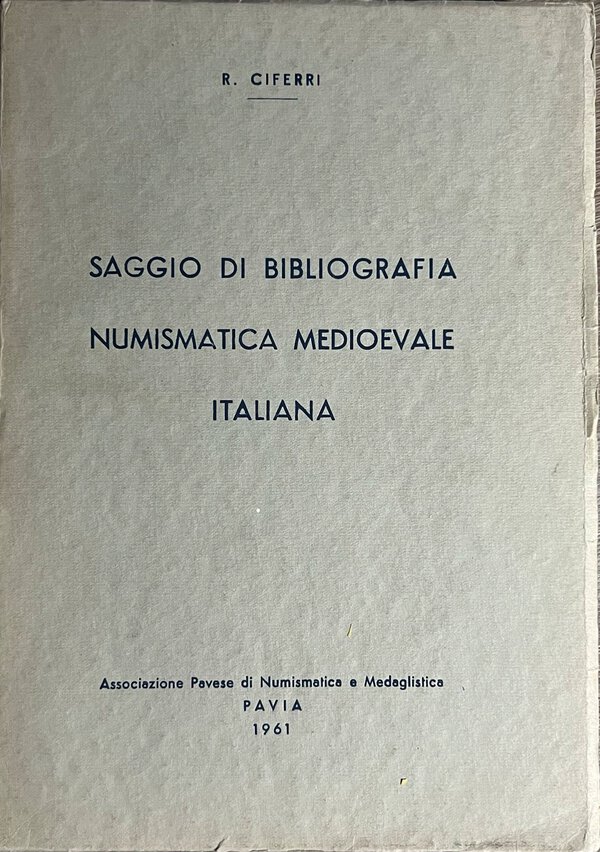 R. CIFERRI
SAGGIO DI BIBLIOGRAFIA
NUMISMATICA MEDIOEVALE
ITALIANA
Associazione Pavese di Numismatica e Medaglistica
PAVIA
1961